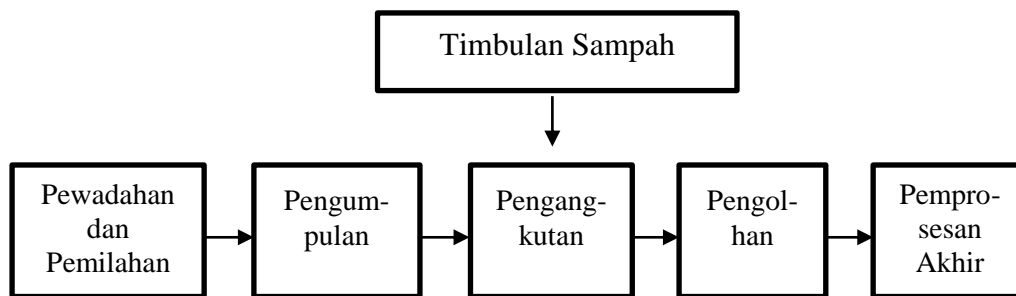 Timbulan Sampah
Pewadahan
dan
Pemilahan
Pengum-
pulan
Pengang-
kutan
Pengol-
han
Pempro-
sesan
Akhir